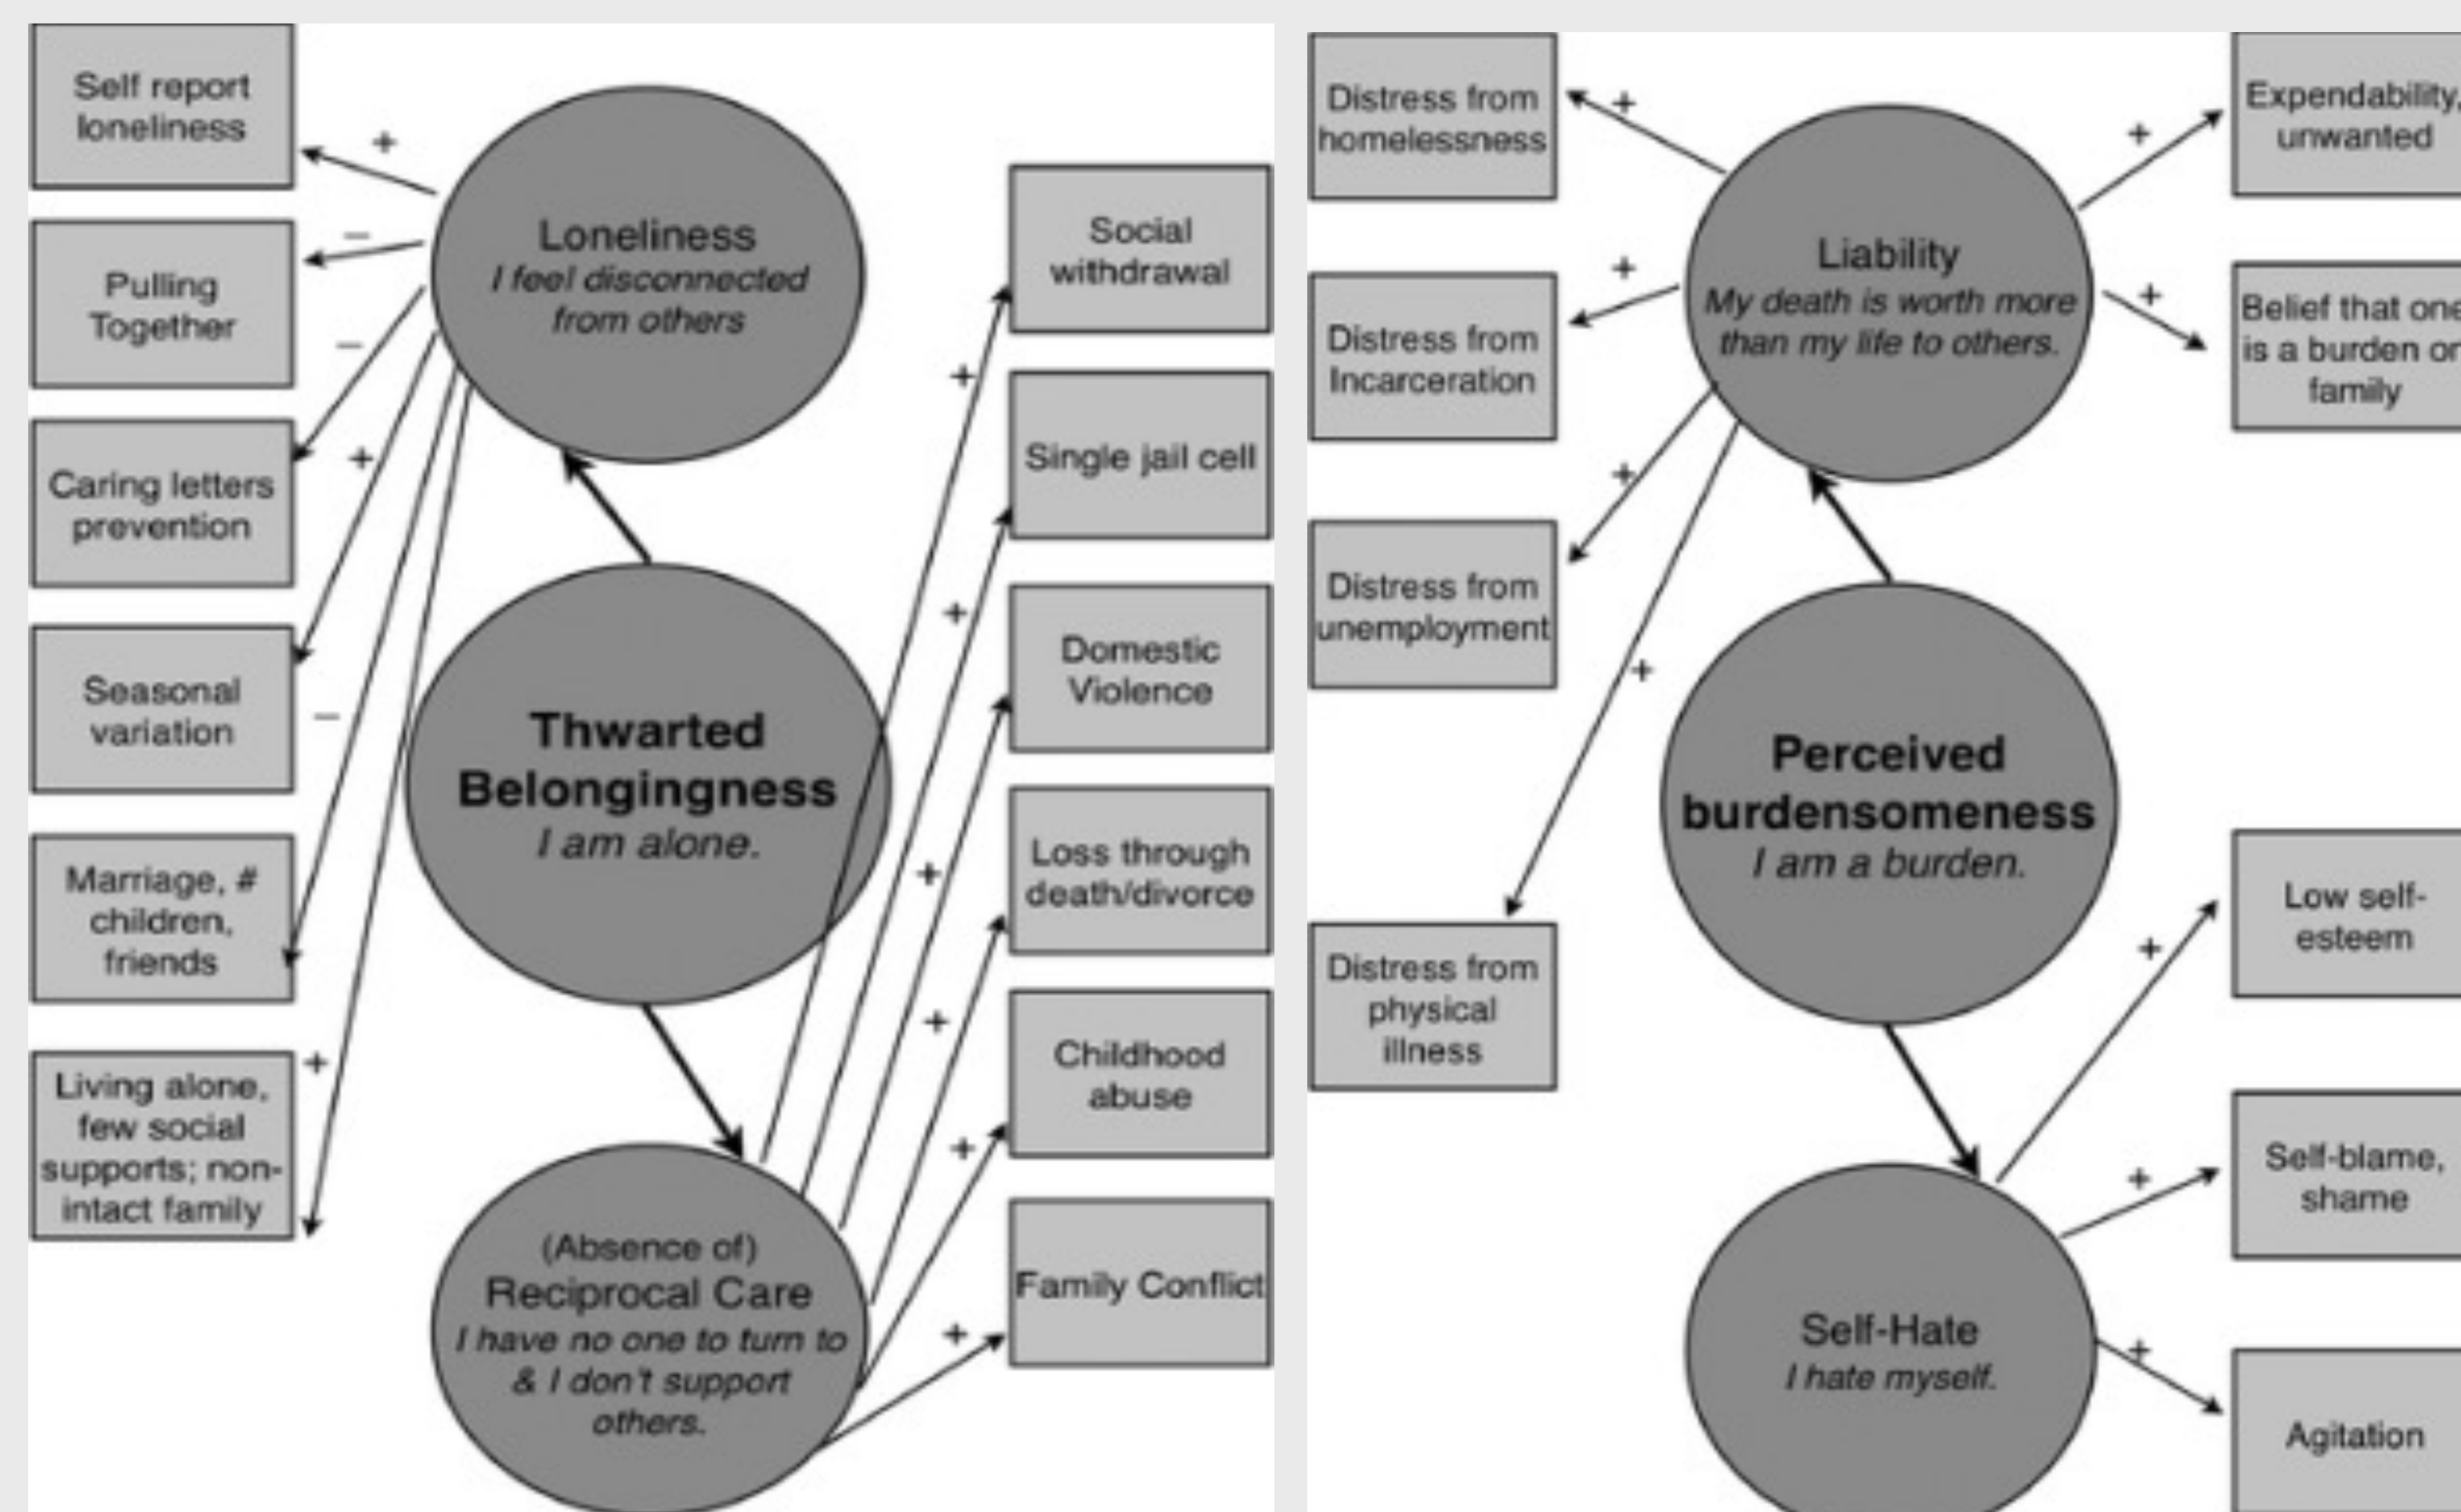 Self report
loneliness
+
Pulling
Together
–
Caring letters
prevention
–
Seasonal
variation
+
Marriage, #
children,
friends
–
Living alone,
few social
supports; non-
intact family
+
Loneliness
I feel disconnected
from others
Thwarted
Belongingness
I am alone.
(Absence of)
Reciprocal Care
I have no one to turn to
& I don't support
others.
Social
withdrawal
+
Single jail cell
+
Domestic
Violence
+
Loss through
death/divorce
+
Childhood
abuse
+
Family Conflict
+
Distress from
homelessness
+
Distress from
Incarceration
+
Distress from
unemployment
+
Distress from
physical
illness
+
Liability
My death is worth more
than my life to others.
Perceived
burdensomeness
I am a burden.
Self-Hate
I hate myself.
Expendability,
unwanted
+
Belief that one
is a burden on
family
+
Low self-
esteem
+
Self-blame,
shame
+
Agitation
+